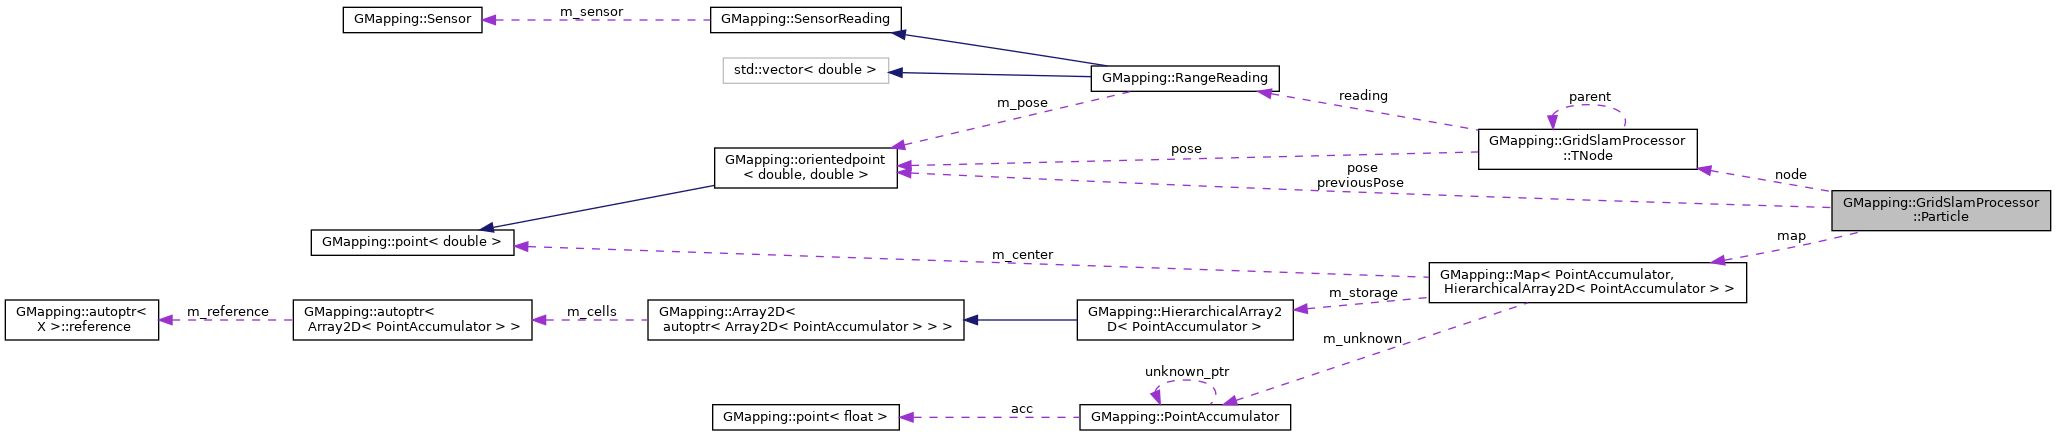 GMapping::Sensor
m_sensor
GMapping::SensorReading
std::vector< double >
GMapping::RangeReading
m_pose
reading
parent
GMapping::GridSlamProcessor
::TNode
GMapping::orientedpoint
< double, double >
pose
pose
previousPose
node
GMapping::GridSlamProcessor
::Particle
GMapping::point< double >
m_center
map
GMapping::Map< PointAccumulator,
HierarchicalArray2D< PointAccumulator > >
m_storage
GMapping::autoptr<
X >::reference
m_reference
GMapping::autoptr<
Array2D< PointAccumulator > >
m_cells
GMapping::Array2D<
autoptr< Array2D< PointAccumulator > > >
GMapping::HierarchicalArray2
D< PointAccumulator >
m_unknown
unknown_ptr
GMapping::point< float >
acc
GMapping::PointAccumulator